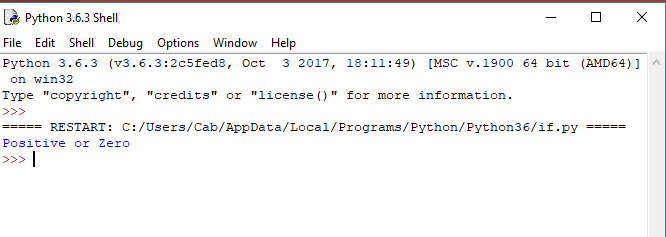 Python 3.6.3 Shell
File Edit Shell Debug Options Window Help
Python 3.6.3 (v3.6.3:2c5fed8, Oct  3 2017, 18:11:49) [MSC v.1900 64 bit (AMD64)]
 on win32
Type "copyright", "credits" or "license()" for more information.
>>>
===== RESTART: C:/Users/Cab/AppData/Local/Programs/Python/Python36/if.py =====
Positive or Zero
>>>